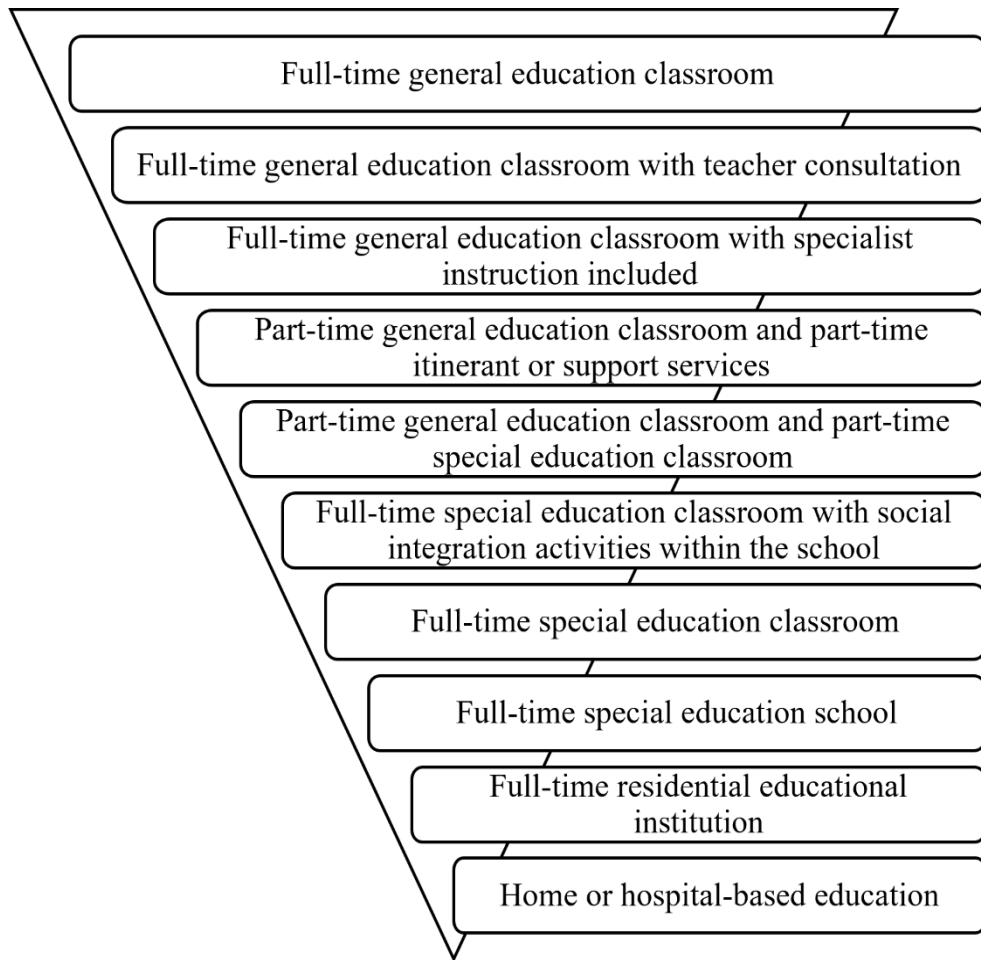 Full-time general education classroom
Full-time general education classroom with teacher consultation
Full-time general education classroom with specialist
instruction included
Part-time general education classroom and part-time
itinerant or support services
Part-time general education classroom and part-time
special education classroom
Full-time special education classroom with social
integration activities within the school
Full-time special education classroom
Full-time special education school
Full-time residential educational
institution
Home or hospital-based education